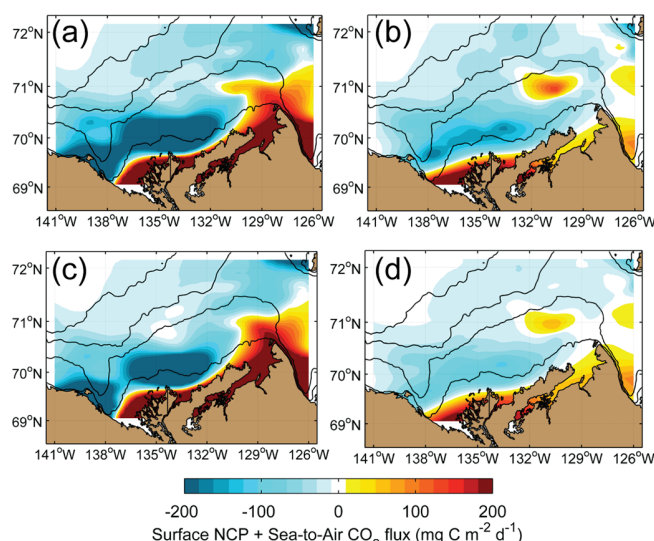 (a) (b)
72°N 72°N
71°N 71°N
70°N 70°N
69°N 69°N
141°W 138°W 135°W 132°W 129°W 126°W 141°W 138°W 135°W 132°W 129°W 126°W
(c) (d)
72°N 72°N
71°N 71°N
70°N 70°N
69°N 69°N
141°W 138°W 135°W 132°W 129°W 126°W 141°W 138°W 135°W 132°W 129°W 126°W
-200 -100 0 100 200
Surface NCP + Sea-to-Air CO₂ flux (mg C m⁻² d⁻¹)